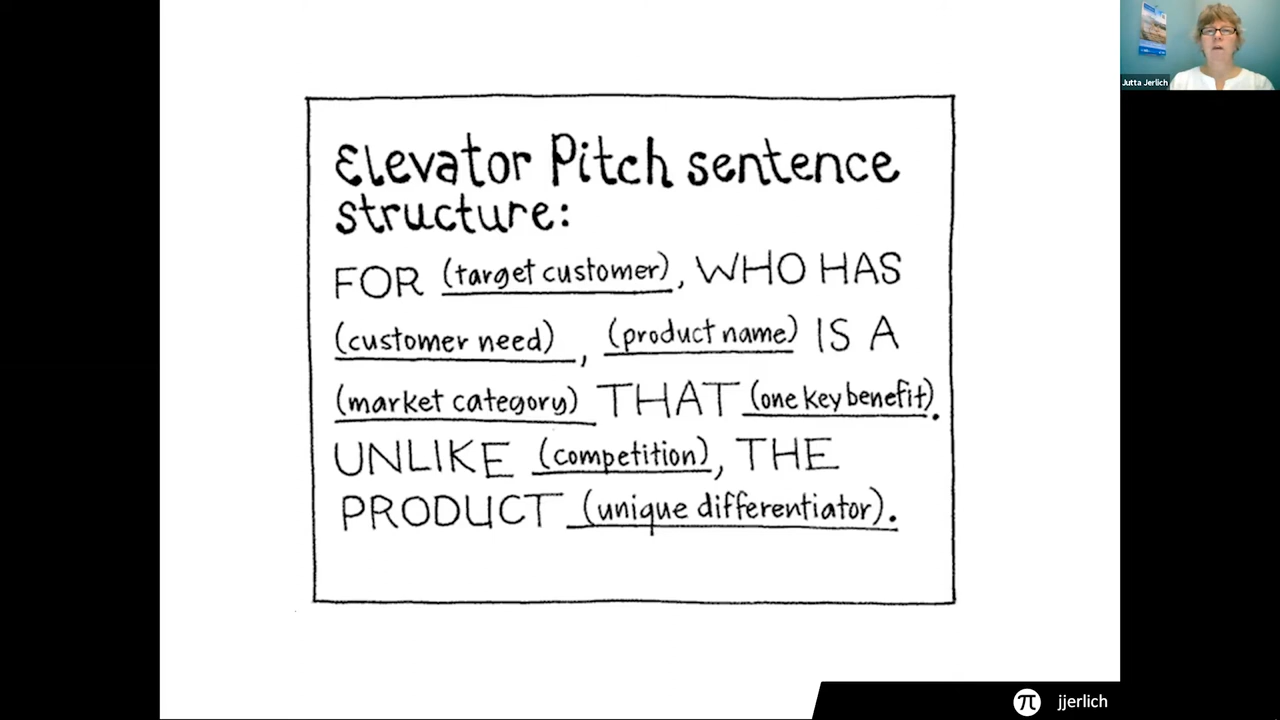 Elevator Pitch sentence
structure:
FOR (target customer), WHO HAS
(customer need), (product name) IS A
(market category) THAT (one key benefit).
UNLIKE (competition), THE
PRODUCT (unique differentiator).
Jutta Jerlich
π jjerlich